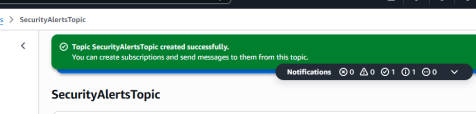 s > SecurityAlertsTopic
Topic SecurityAlertsTopic created successfully.
You can create subscriptions and send messages to them from this topic.
Notifications 0 0 1 1 0
SecurityAlertsTopic